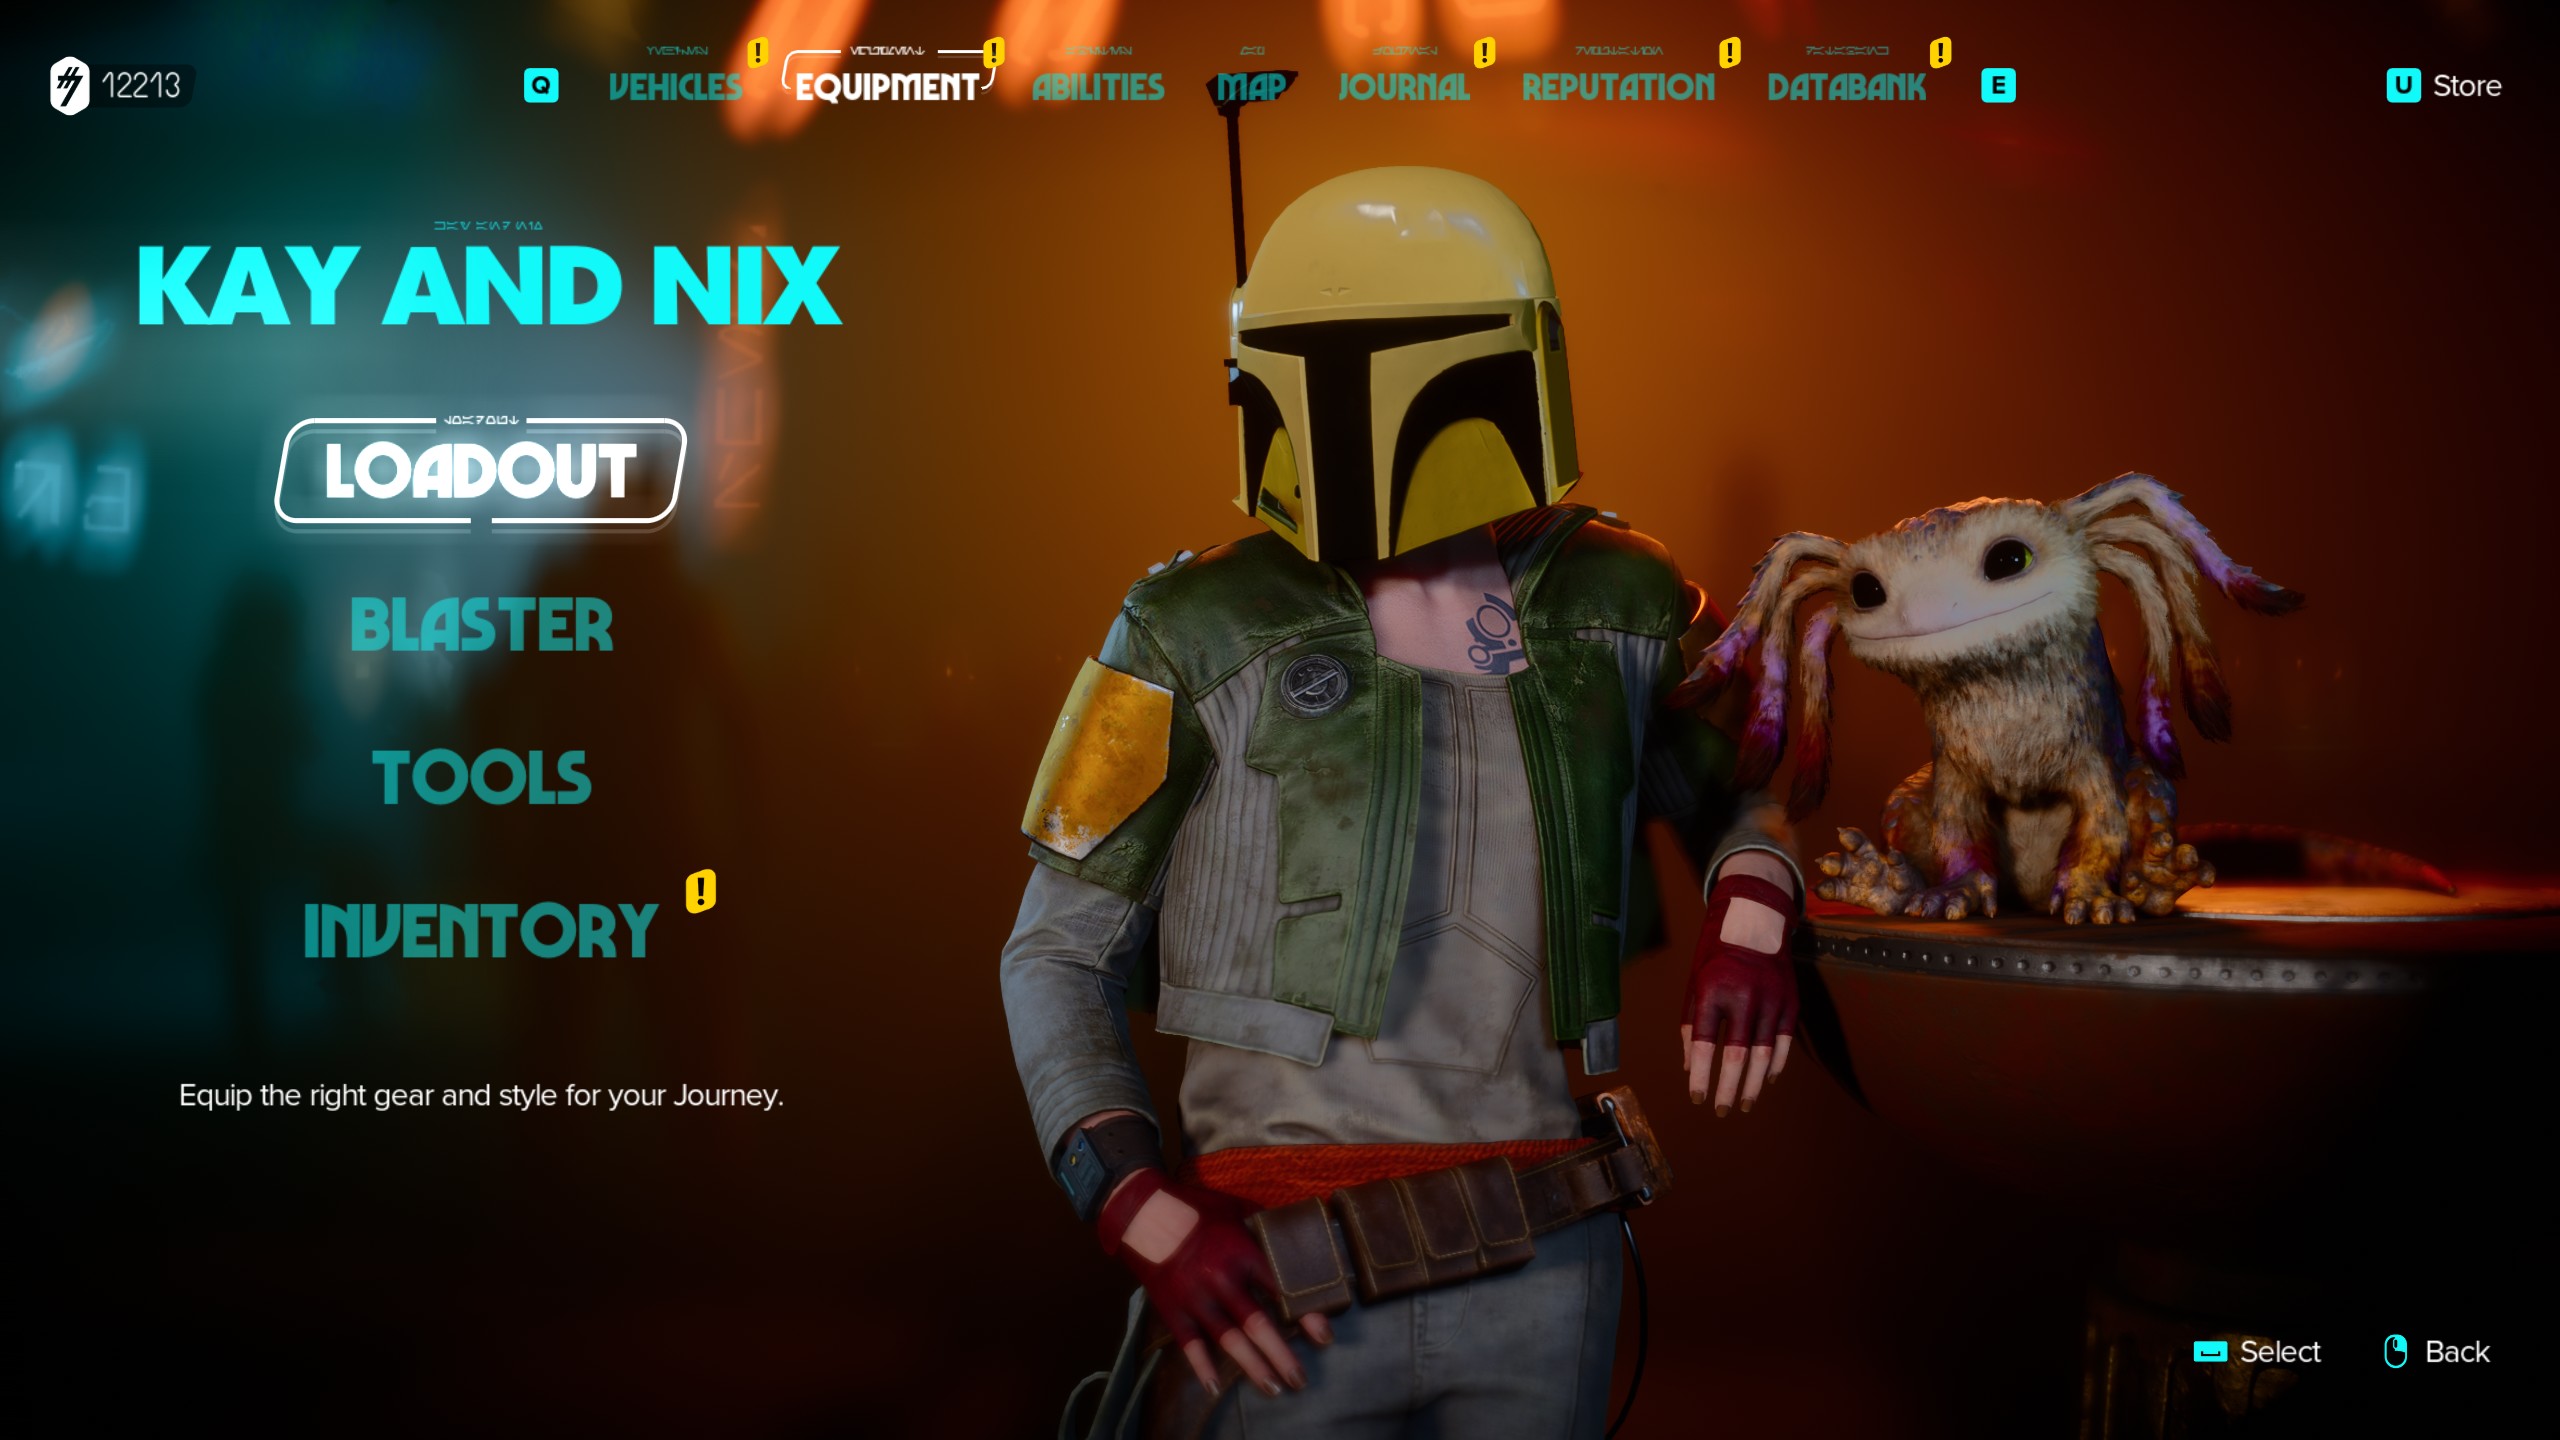 12213
Q
VEHICLES !
EQUIPMENT !
ABILITIES
MAP
JOURNAL !
REPUTATION !
DATABANK !
E
U Store
KAY AND NIX
LOADOUT
BLASTER
TOOLS
INVENTORY !
Equip the right gear and style for your Journey.
Select
Back